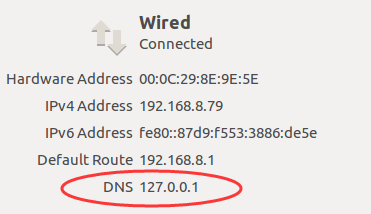 Wired
Connected
Hardware Address 00:0C:29:8E:9E:5E
IPv4 Address 192.168.8.79
IPv6 Address fe80::87d9:f553:3886:de5e
Default Route 192.168.8.1
DNS 127.0.0.1